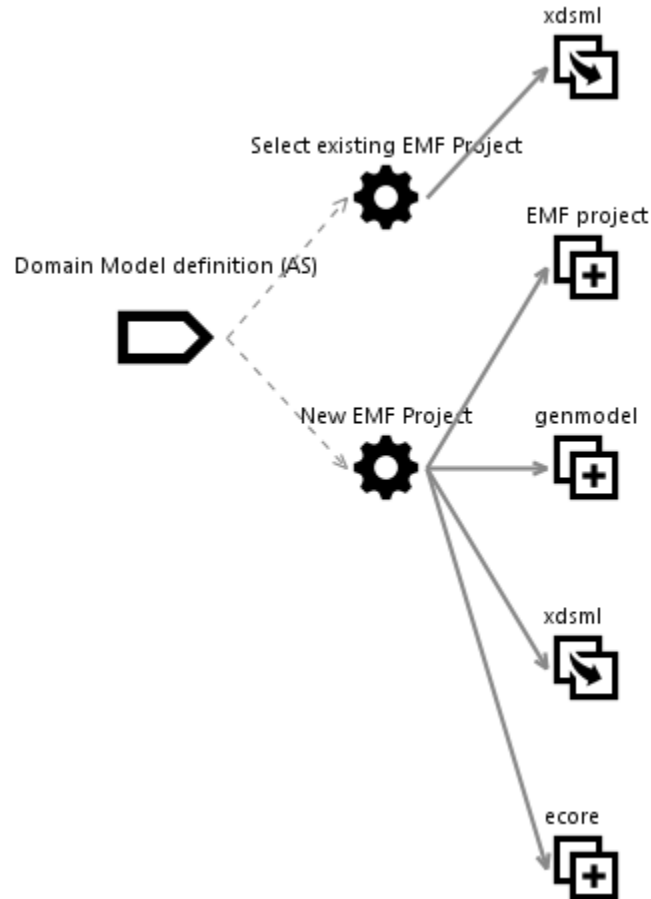 xdsml
Select existing EMF Project
EMF project
Domain Model definition (AS)
New EMF Project
genmodel
xdsml
ecore